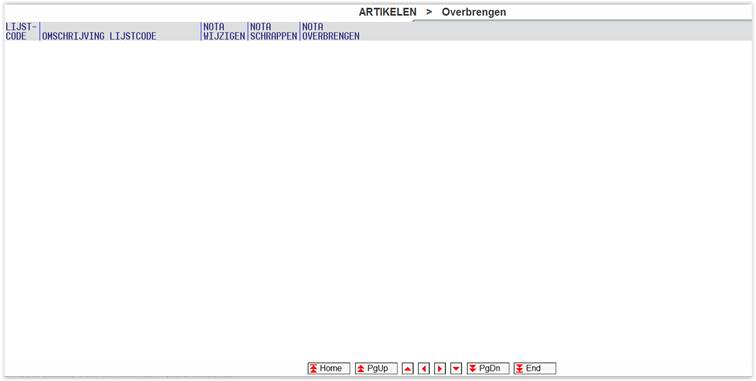 ARTIKELEN > Overbrengen
LIJST-| |NOTA |NOTA |NOTA
CODE |OMSCHRIJVING LIJSTCODE |WIJZIGEN|SCHRAPPEN|OVERBRENGEN
Home PgUp PgDn End